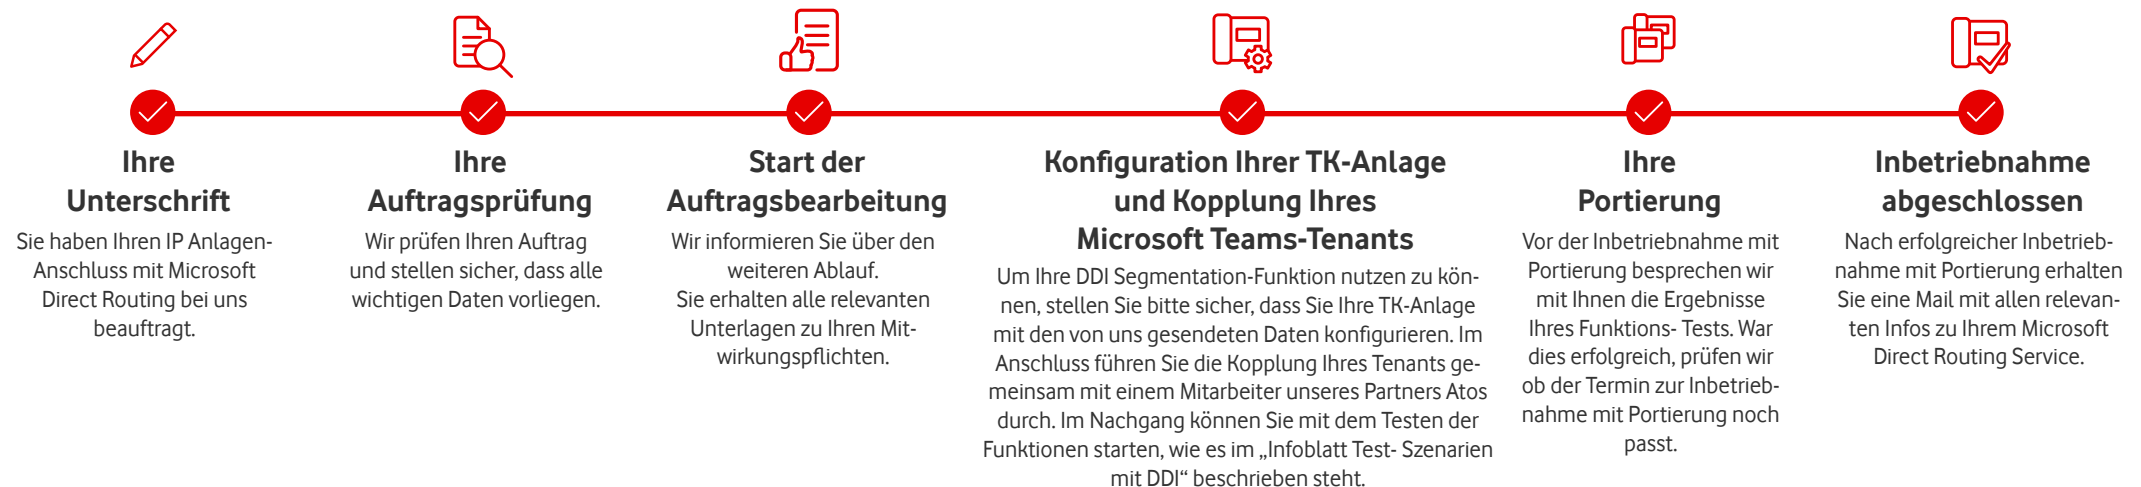 Ihre
Unterschrift
Sie haben Ihren IP Anlagen-
Anschluss mit Microsoft
Direct Routing bei uns
beauftragt.
Ihre
Auftragsprüfung
Wir prüfen Ihren Auftrag
und stellen sicher, dass alle
wichtigen Daten vorliegen.
Start der
Auftragsbearbeitung
Wir informieren Sie über den
weiteren Ablauf.
Sie erhalten alle relevanten
Unterlagen zu Ihren Mit-
wirkungspflichten.
Konfiguration Ihrer TK-Anlage
und Kopplung Ihres
Microsoft Teams-Tenants
Um Ihre DDI Segmentation-Funktion nutzen zu kön-
nen, stellen Sie bitte sicher, dass Sie Ihre TK-Anlage
mit den von uns gesendeten Daten konfigurieren. Im
Anschluss führen Sie die Kopplung Ihres Tenants ge-
meinsam mit einem Mitarbeiter unseres Partners Atos
durch. Im Nachgang können Sie mit dem Testen der
Funktionen starten, wie es im „Infoblatt Test- Szenarien
mit DDI“ beschrieben steht.
Ihre
Portierung
Vor der Inbetriebnahme mit
Portierung besprechen wir
mit Ihnen die Ergebnisse
Ihres Funktions- Tests. War
dies erfolgreich, prüfen wir
ob der Termin zur Inbetrieb-
nahme mit Portierung noch
passt.
Inbetriebnahme
abgeschlossen
Nach erfolgreicher Inbetrieb-
nahme mit Portierung erhalten
Sie eine Mail mit allen relevan-
ten Infos zu Ihrem Microsoft
Direct Routing Service.